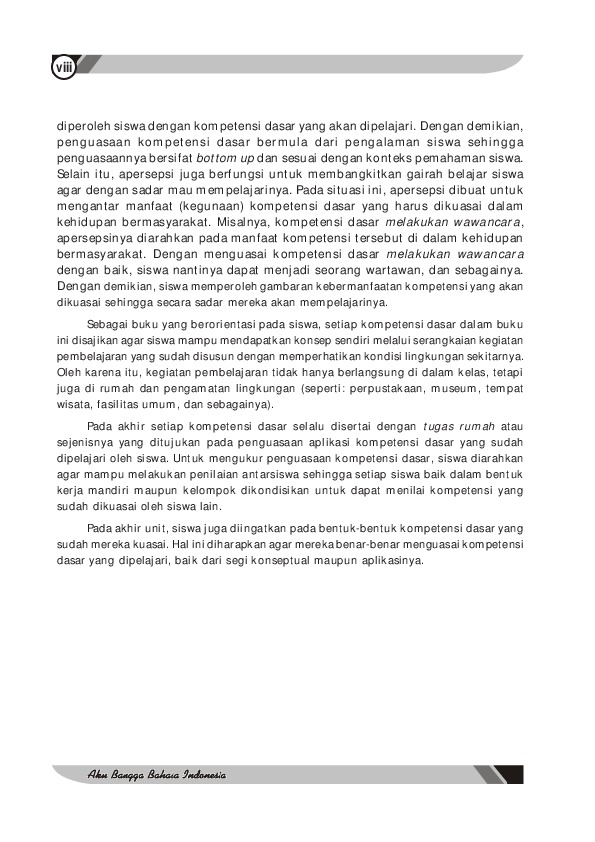 viii
diperoleh siswa dengan kompetensi dasar yang akan dipelajari. Dengan demikian,
penguasaan kompetensi dasar bermula dari pengalaman siswa sehingga
penguasaannya bersifat bottom up dan sesuai dengan konteks pemahaman siswa.
Selain itu, apersepsi juga berfungsi untuk membangkitkan gairah belajar siswa
agar dengan sadar mau mempelajarinya. Pada situasi ini, apersepsi dibuat untuk
mengantar manfaat (kegunaan) kompetensi dasar yang harus dikuasai dalam
kehidupan bermasyarakat. Misalnya, kompetensi dasar melakukan wawancara,
apersepsinya diarahkan pada manfaat kompetensi tersebut di dalam kehidupan
bermasyarakat. Dengan menguasai kompetensi dasar melakukan wawancara
dengan baik, siswa nantinya dapat menjadi seorang wartawan, dan sebagainya.
Dengan demikian, siswa memperoleh gambaran kebermanfaatan kompetensi yang akan
dikuasai sehingga secara sadar mereka akan mempelajarinya.
Sebagai buku yang berorientasi pada siswa, setiap kompetensi dasar dalam buku
ini disajikan agar siswa mampu mendapatkan konsep sendiri melalui serangkaian kegiatan
pembelajaran yang sudah disusun dengan memperhatikan kondisi lingkungan sekitarnya.
Oleh karena itu, kegiatan pembelajaran tidak hanya berlangsung di dalam kelas, tetapi
juga di rumah dan pengamatan lingkungan (seperti: perpustakaan, museum, tempat
wisata, fasilitas umum, dan sebagainya).
Pada akhir setiap kompetensi dasar selalu disertai dengan tugas rumah atau
sejenisnya yang ditujukan pada penguasaan aplikasi kompetensi dasar yang sudah
dipelajari oleh siswa. Untuk mengukur penguasaan kompetensi dasar, siswa diarahkan
agar mampu melakukan penilaian antarsiswa sehingga setiap siswa baik dalam bentuk
kerja mandiri maupun kelompok dikondisikan untuk dapat menilai kompetensi yang
sudah dikuasai oleh siswa lain.
Pada akhir unit, siswa juga diingatkan pada bentuk-bentuk kompetensi dasar yang
sudah mereka kuasai. Hal ini diharapkan agar mereka benar-benar menguasai kompetensi
dasar yang dipelajari, baik dari segi konseptual maupun aplikasinya.
Aku Bangga Bahasa Indonesia